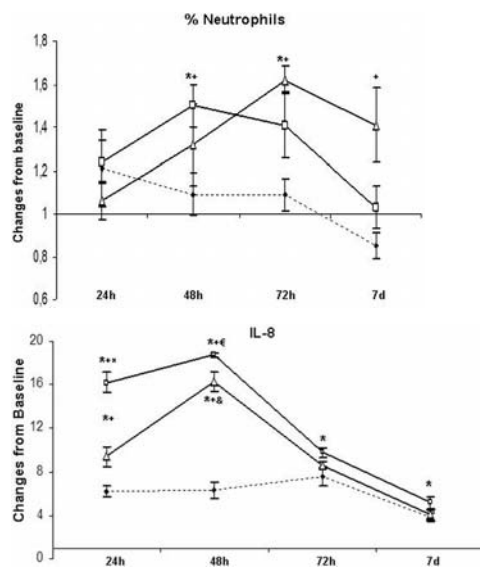 % Neutrophils
Changes from baseline
1,8
1,6
1,4
1,2
1
0,8
0,6
*+
*+
+
24h
48h
72h
7d
IL-8
Changes from Baseline
20
16
12
8
4
0
*+×
*+€
*+
*+&
*
*
24h
48h
72h
7d